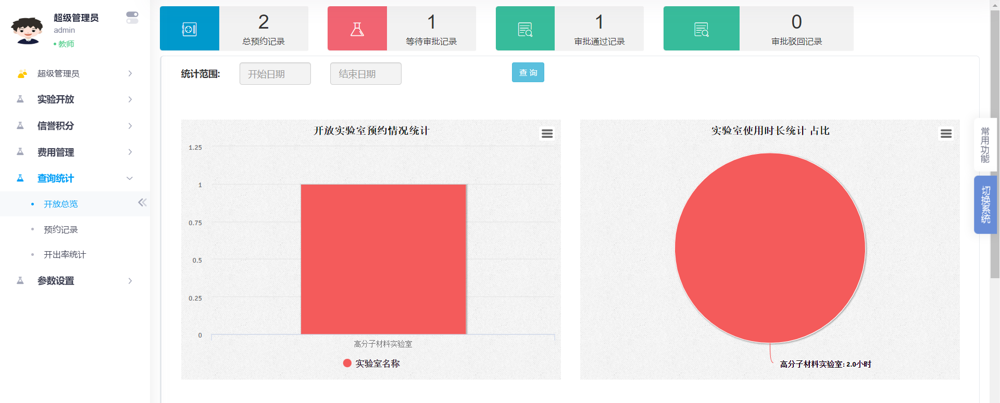 超级管理员
admin
教师
超级管理员
实验开放
信誉积分
费用管理
查询统计
开放总览
预约记录
开出率统计
参数设置
2
总预约记录
1
等待审批记录
1
审批通过记录
0
审批驳回记录
统计范围:
开始日期
结束日期
查 询
开放实验室预约情况统计
1.25
1
0.75
0.5
0.25
0
高分子材料实验室
实验室名称
实验室使用时长统计 占比
高分子材料实验室: 2.0小时
常用功能
切换系统